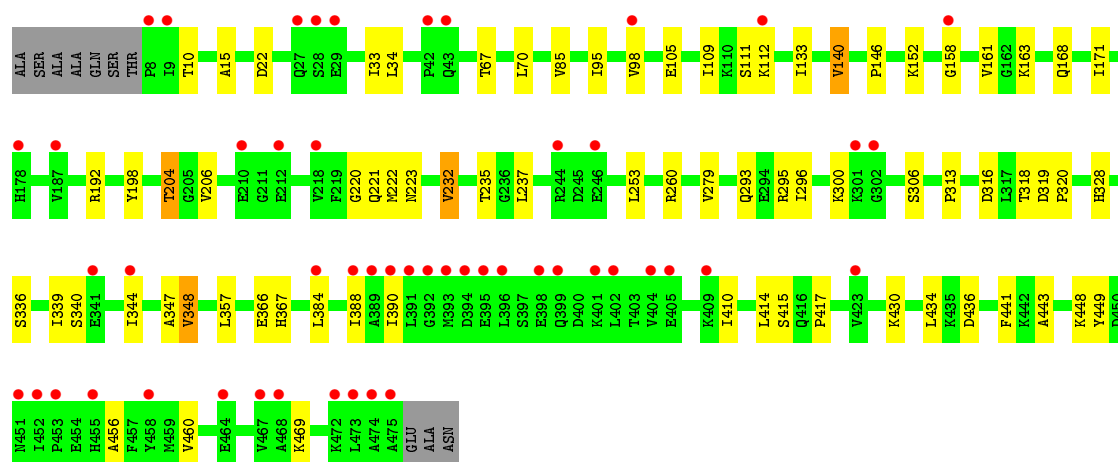 ALA SER ALA ALA GLN SER THR P8 I9 T10 A15 D22 Q27 S28 E29 I33 L34 P42 Q43 T67 L70 V85 I95 V98 E105 I109 K110 S111 K112 I133 V140 P146 K152 G158 V161 G162 K163 Q168 I171
H178 V187 R192 Y198 T204 G205 V206 E210 G211 E212 V218 F219 G220 Q221 M222 N223 V232 T235 G236 L237 R244 D245 E246 L253 R260 V279 Q293 E294 R295 I296 K300 K301 G302 S306 P313 D316 L317 T318 D319 P320 H328
S336 I339 S340 E341 I344 A347 V348 L357 E366 H367 L384 I388 A389 I390 L391 G392 M393 D394 E395 L396 S397 E398 Q399 D400 K401 L402 T403 V404 E405 K409 I410 L414 S415 Q416 P417 V423 K430 L434 K435 D436 F441 K442 A443 K448 Y449 D450
N451 I452 P453 E454 H455 A456 F457 Y458 M459 V460 E464 V467 A468 K469 K472 L473 A474 A475 GLU ALA ASN